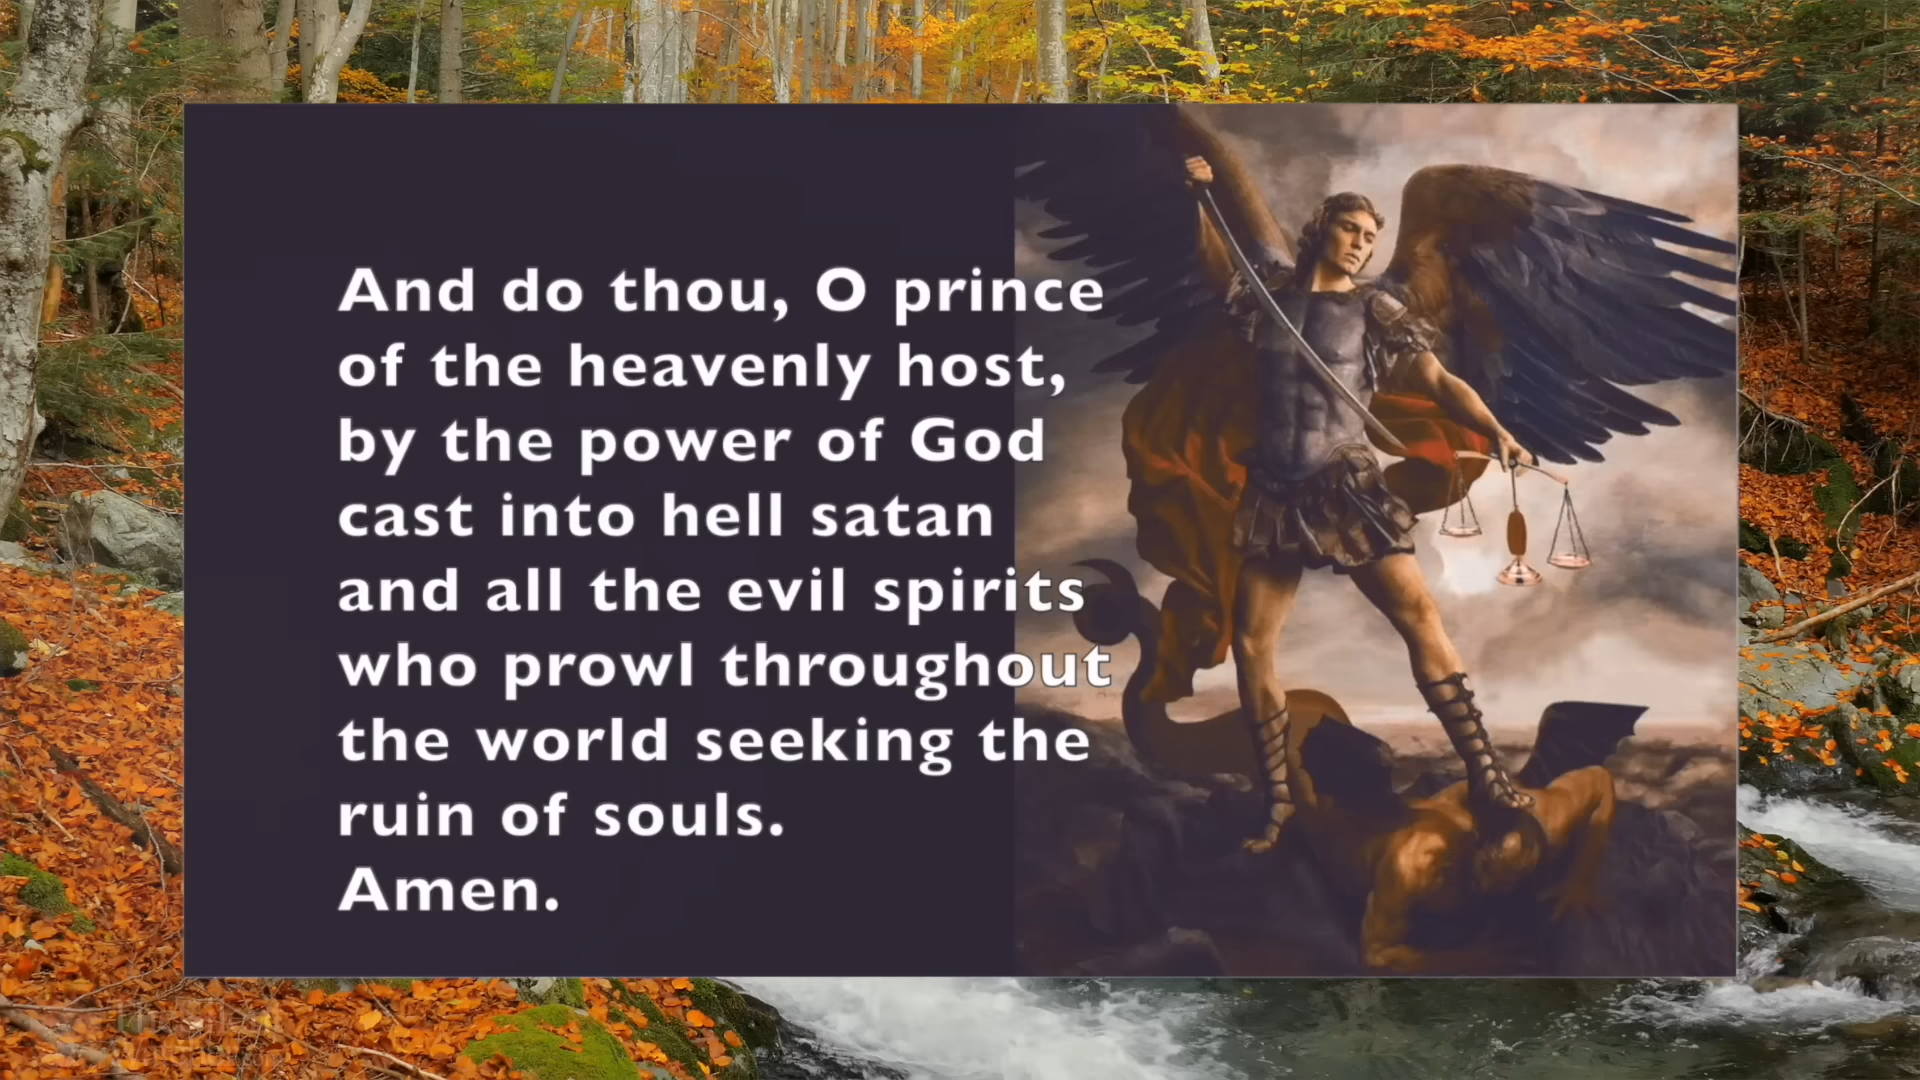 And do thou, O prince
of the heavenly host,
by the power of God
cast into hell satan
and all the evil spirits
who prowl throughout
the world seeking the
ruin of souls.
Amen.